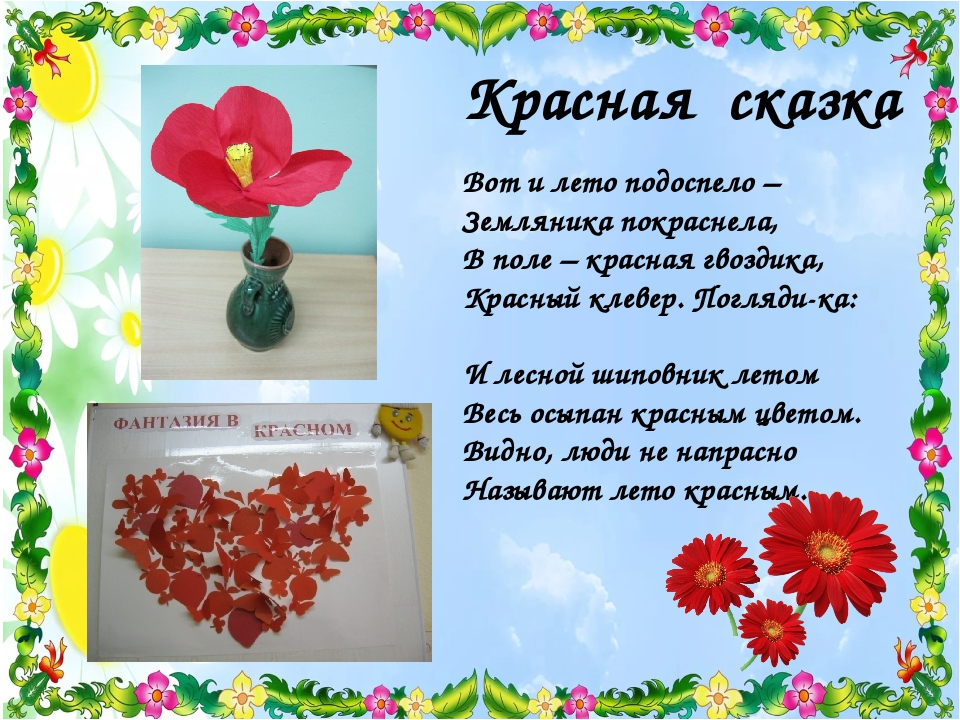 Красная сказка
Вот и лето подоспело –
Земляника покраснела,
В поле – красная гвоздика,
Красный клевер. Погляди-ка:
И лесной шиповник летом
Весь осыпан красным цветом.
Видно, люди не напрасно
Называют лето красным.
ФАНТАЗИЯ В КРАСНОМ